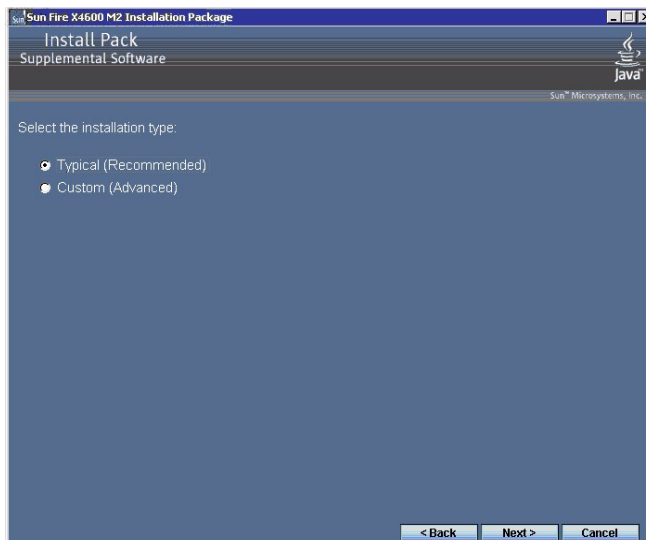 Sun Fire X4600 M2 Installation Package
Install Pack
Supplemental Software
Java™
Sun™ Microsystems, Inc.
Select the installation type:
Typical (Recommended)
Custom (Advanced)
< Back Next > Cancel